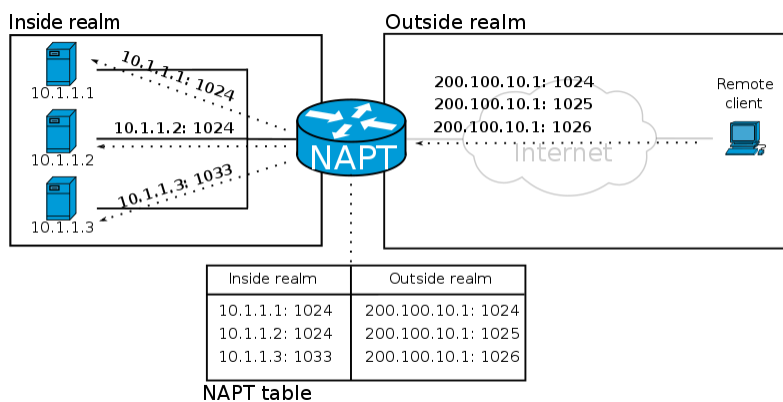 Inside realm
Outside realm
10.1.1.1: 1024
10.1.1.1
10.1.1.2: 1024
10.1.1.2
10.1.1.3: 1033
10.1.1.3
NAPT
200.100.10.1: 1024
200.100.10.1: 1025
200.100.10.1: 1026
Internet
Remote
client
Inside realm Outside realm
10.1.1.1: 1024 200.100.10.1: 1024
10.1.1.2: 1024 200.100.10.1: 1025
10.1.1.3: 1033 200.100.10.1: 1026
NAPT table